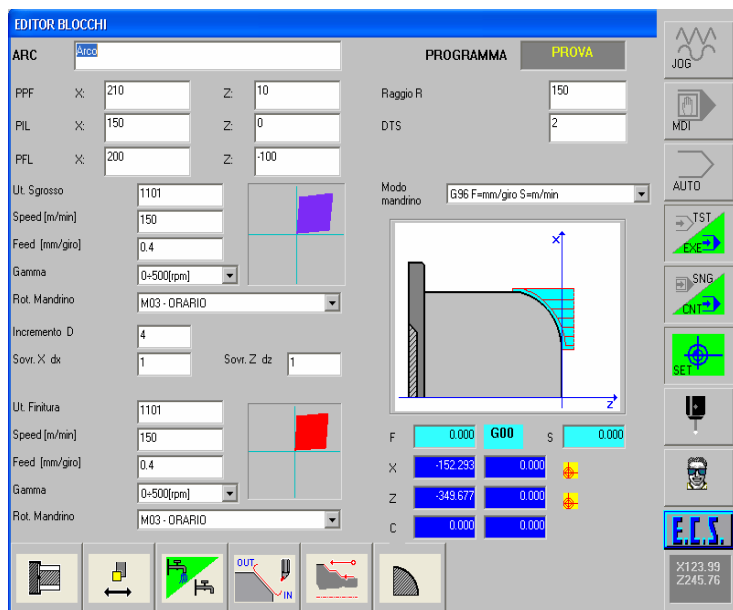 EDITOR BLOCCHI
ARC Arco PROGRAMMA PROVA
PPF X: 210 Z: 10 Raggio R 150
PIL X: 150 Z: 0 DTS 2
PFL X: 200 Z: -100
Ut. Sgrosso 1101 Modo mandrino G96 F=mm/giro S=m/min
Speed [m/min] 150
Feed [mm/giro] 0.4
Gamma 0÷500[rpm]
Rot. Mandrino M03 - ORARIO
Incremento D 4
Sovr. X dx 1 Sovr. Z dz 1
X
Z
Ut. Finitura 1101
Speed [m/min] 150
Feed [mm/giro] 0.4
Gamma 0÷500[rpm]
Rot. Mandrino M03 - ORARIO
F 0.000 G00 S 0.000
X -152.293 0.000
Z -349.677 0.000
C 0.000 0.000
OUT
IN
JOG
MDI
AUTO
TST
EXE
SNG
CNT
SET
E.C.S.
X123.99
Z245.76